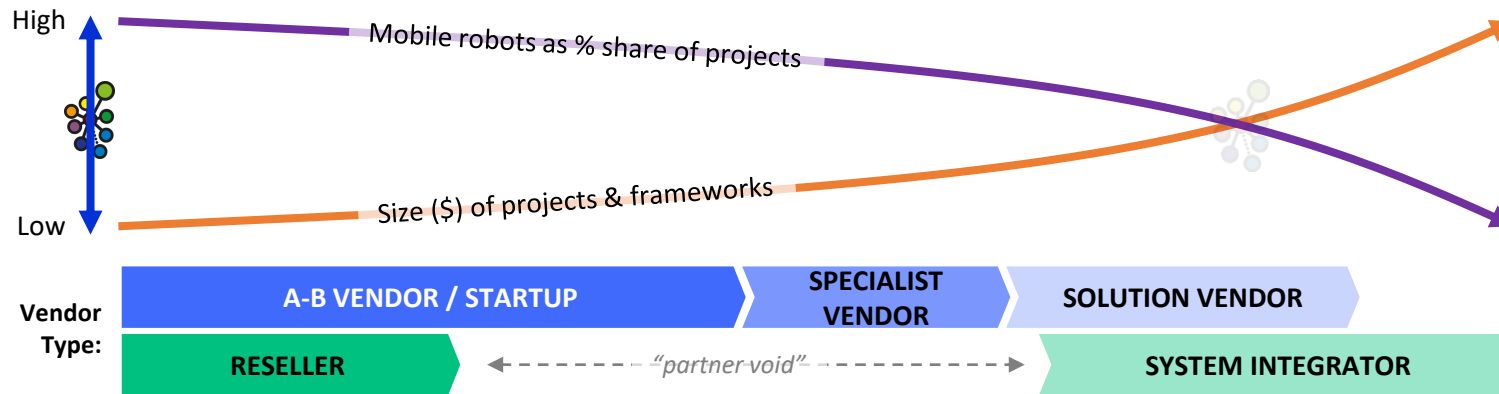 High
Mobile robots as % share of projects
Size ($) of projects & frameworks
Low
Vendor
Type:
A-B VENDOR / STARTUP
SPECIALIST
VENDOR
SOLUTION VENDOR
RESELLER
“partner void”
SYSTEM INTEGRATOR